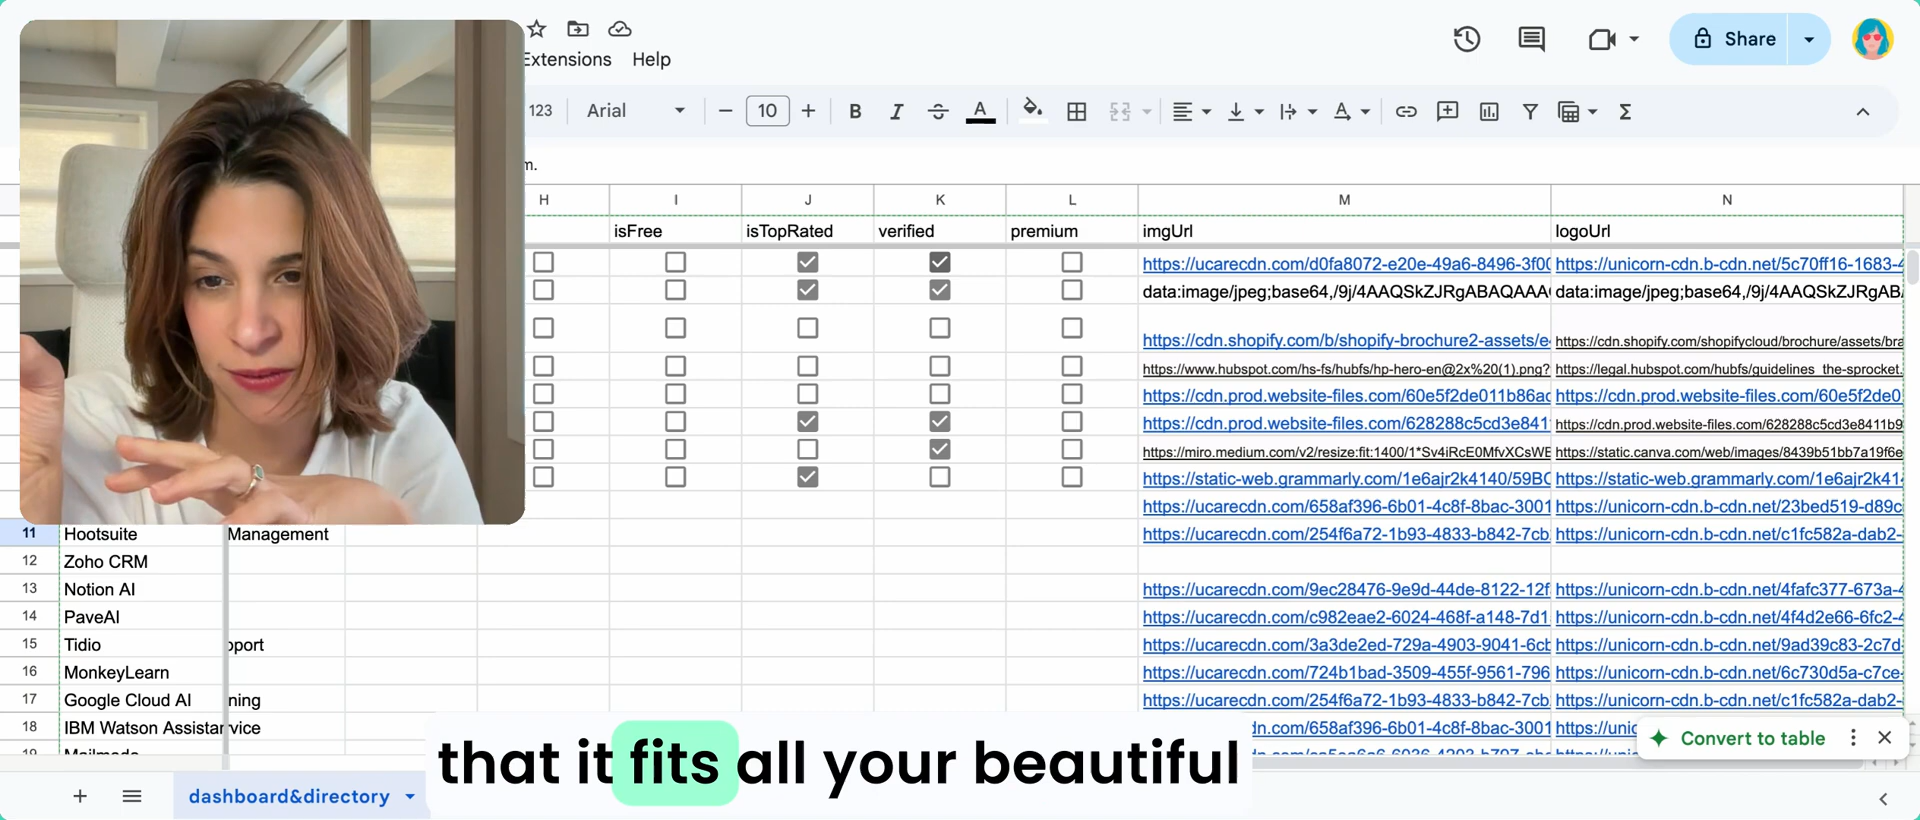 Extensions Help
Share
123 Arial 10
m.
H I J K L M N
isFree isTopRated verified premium imgUrl logoUrl
https://ucarecdn.com/d0fa8072-e20e-49a6-8496-3f00 https://unicorn-cdn.b-cdn.net/5c70ff16-1683-4
data:image/jpeg;base64,/9j/4AAQSkZJRgABAQAAA data:image/jpeg;base64,/9j/4AAQSkZJRgAB
https://cdn.shopify.com/b/shopify-brochure2-assets/e https://cdn.shopify.com/shopifycloud/brochure/assets/bra
https://www.hubspot.com/hs-fs/hubfs/hp-hero-en@2x%20(1).png? https://legal.hubspot.com/hubfs/guidelines_the-sprocket.
https://cdn.prod.website-files.com/60e5f2de011b86ac https://cdn.prod.website-files.com/60e5f2de0
https://cdn.prod.website-files.com/628288c5cd3e841 https://cdn.prod.website-files.com/628288c5cd3e8411b9
https://miro.medium.com/v2/resize:fit:1400/1*Sv4iRcE0MfvXCsWE https://static.canva.com/web/images/8439b51bb7a19f6e
https://static-web.grammarly.com/1e6ajr2k4140/59BC https://static-web.grammarly.com/1e6ajr2k41
https://ucarecdn.com/658af396-6b01-4c8f-8bac-3001 https://unicorn-cdn.b-cdn.net/23bed519-d89c
11 Hootsuite Management https://ucarecdn.com/254f6a72-1b93-4833-b842-7cb https://unicorn-cdn.b-cdn.net/c1fc582a-dab2-
12 Zoho CRM
13 Notion AI https://ucarecdn.com/9ec28476-9e9d-44de-8122-12f https://unicorn-cdn.b-cdn.net/4fafc377-673a-4
14 PaveAI https://ucarecdn.com/c982eae2-6024-468f-a148-7d1 https://unicorn-cdn.b-cdn.net/4f4d2e66-6fc2-4
15 Tidio pport https://ucarecdn.com/3a3de2ed-729a-4903-9041-6cb https://unicorn-cdn.b-cdn.net/9ad39c83-2c7d
16 MonkeyLearn https://ucarecdn.com/724b1bad-3509-455f-9561-796 https://unicorn-cdn.b-cdn.net/6c730d5a-c7ce-
17 Google Cloud AI ning https://ucarecdn.com/254f6a72-1b93-4833-b842-7cb https://unicorn-cdn.b-cdn.net/c1fc582a-dab2-
18 IBM Watson Assistar vice cdn.com/658af396-6b01-4c8f-8bac-3001 https://unico
Convert to table
that it fits all your beautiful
dashboard&directory